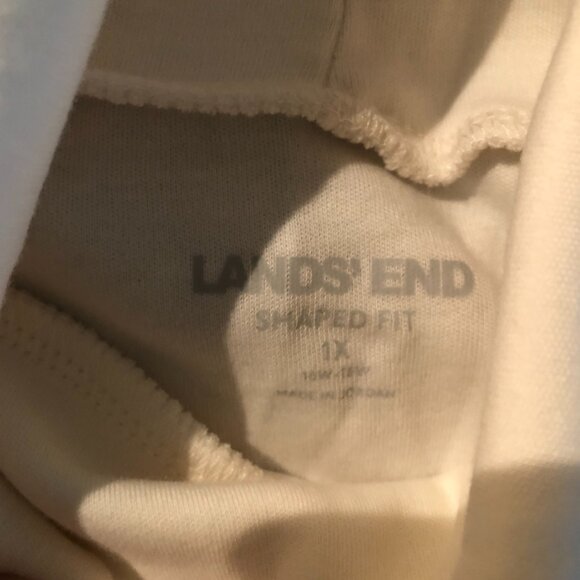 LANDS' END
SHAPED FIT
1X
16W-18W
MADE IN JORDAN